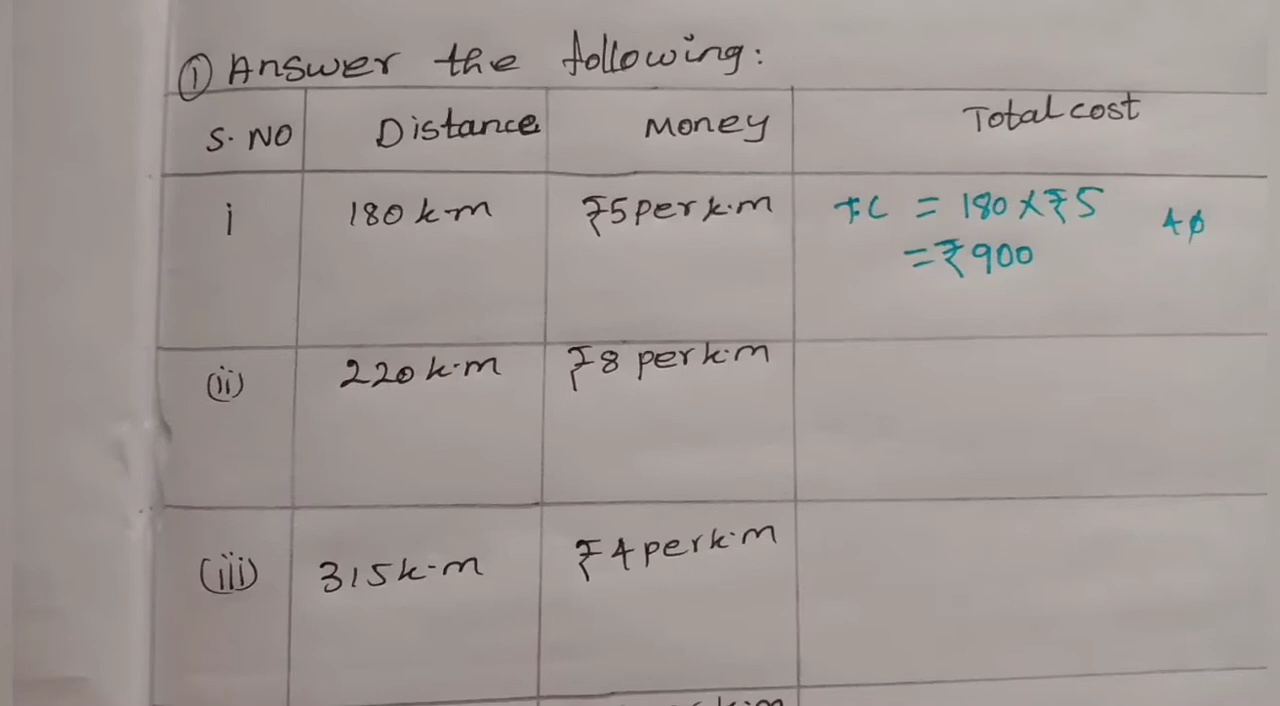 ① Answer the following:
S. NO Distance Money Total cost
i 180 k·m ₹5 per k·m TC = 180 × ₹5
= ₹900
(ii) 220 k·m ₹8 per k·m
(iii) 315 k·m ₹4 per k·m
k·m